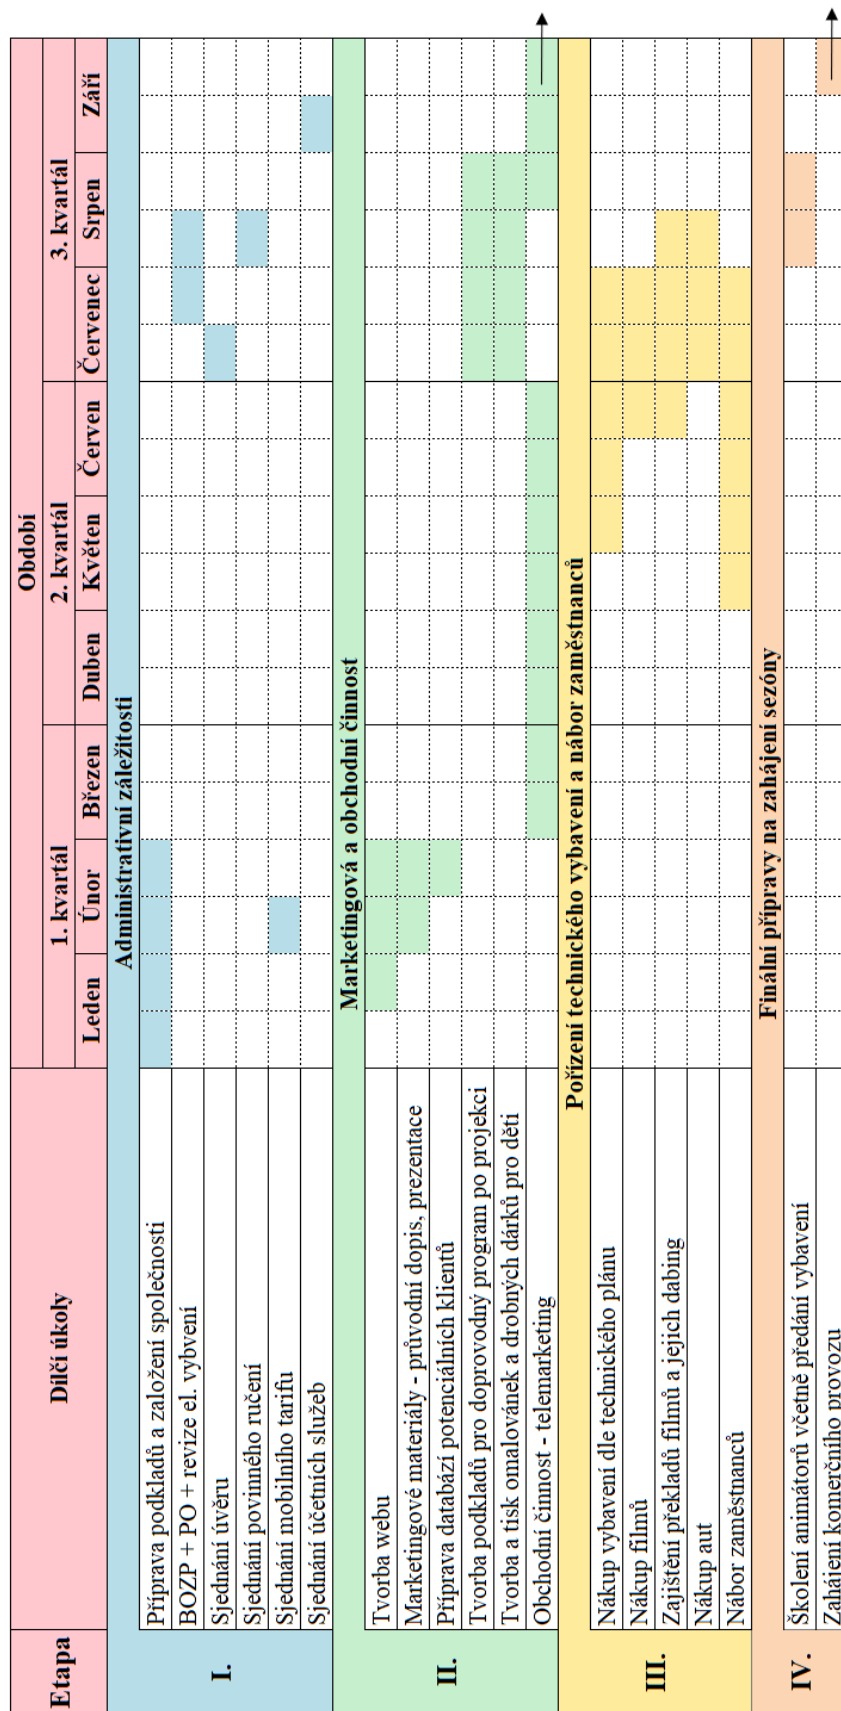 Etapa
Dílčí úkoly
Období
1. kvartál
2. kvartál
3. kvartál
Leden
Únor
Březen
Duben
Květen
Červen
Červenec
Srpen
Září
I.
Administrativní záležitosti
Příprava podkladů a založení společnosti
BOZP + PO + revize el. vybvení
Sjednání úvěru
Sjednání povinného ručení
Sjednání mobilního tarifu
Sjednání účetních služeb
II.
Marketingová a obchodní činnost
Tvorba webu
Marketingové materiály - průvodní dopis, prezentace
Příprava databází potenciálních klientů
Tvorba podkladů pro doprovodný program po projekci
Tvorba a tisk omalovánek a drobných dárků pro děti
Obchodní činnost - telemarketing
III.
Pořízení technického vybavení a nábor zaměstnanců
Nákup vybavení dle technického plánu
Nákup filmů
Zajištění překladů filmů a jejich dabing
Nákup aut
Nábor zaměstnanců
IV.
Finální přípravy na zahájení sezóny
Školení animátorů včetně předání vybavení
Zahájení komerčního provozu